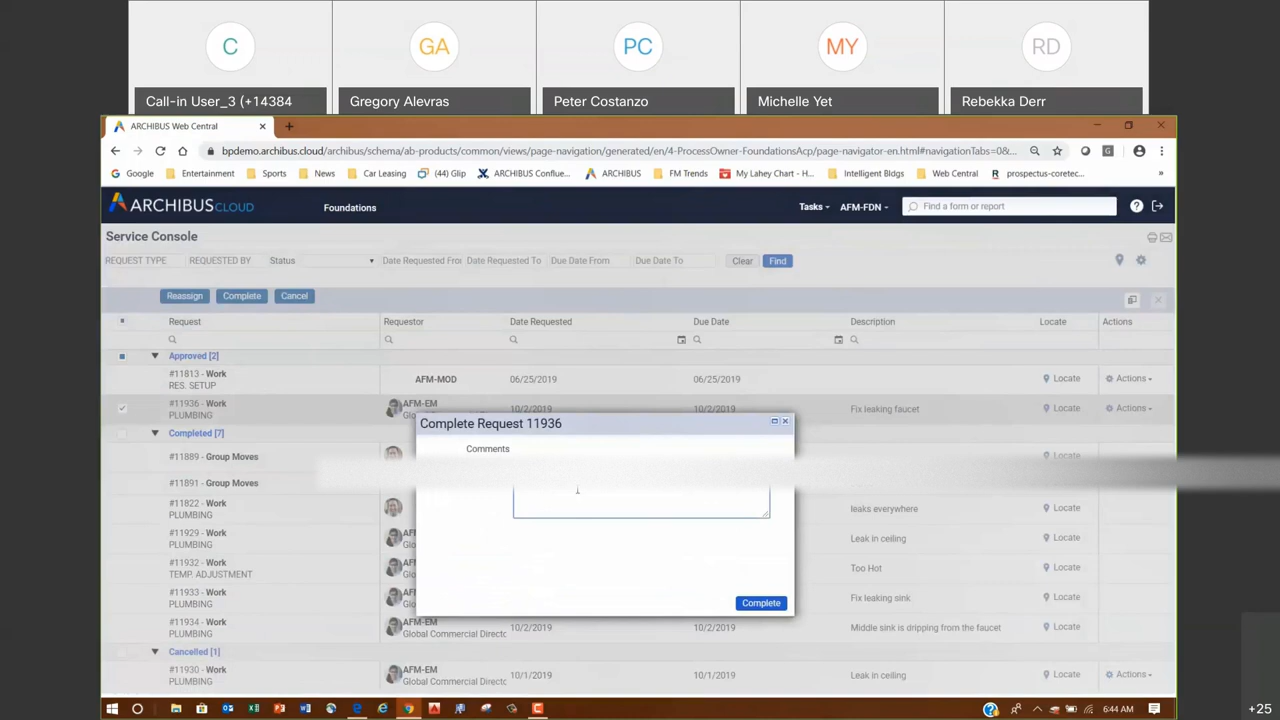 C GA PC MY RD
Call-in User_3 (+14384 Gregory Alevras Peter Costanzo Michelle Yet Rebekka Derr
ARCHIBUS Web Central
bpdemo.archibus.cloud/archibus/schema/ab-products/common/views/page-navigation/generated/en/4-ProcessOwner-FoundationsAcp/page-navigator-en.html#navigationTabs=0&...
Google Entertainment Sports News Car Leasing (44) Glip ARCHIBUS Conflue... ARCHIBUS FM Trends My Lahey Chart - H... Intelligent Bldgs Web Central prospectus-coretec... »
ARCHIBUS CLOUD Foundations Tasks AFM-FDN Find a form or report
Service Console
REQUEST TYPE REQUESTED BY Status Date Requested From Date Requested To Due Date From Due Date To Clear Find
Reassign Complete Cancel
Request Requestor Date Requested Due Date Description Locate Actions
Approved [2]
#11813 - Work
RES. SETUP
AFM-MOD 06/25/2019 06/25/2019 Locate Actions
#11936 - Work
PLUMBING
AFM-EM
10/2/2019 10/2/2019 Fix leaking faucet Locate Actions
Complete Request 11936
Comments
Complete
Completed [7]
#11889 - Group Moves Locate
#11891 - Group Moves Locate
#11822 - Work
PLUMBING
leaks everywhere Locate
#11929 - Work
PLUMBING
Leak in ceiling Locate
#11932 - Work
TEMP. ADJUSTMENT
Too Hot Locate
#11933 - Work
PLUMBING
Fix leaking sink Locate
#11934 - Work
PLUMBING
AFM-EM
Global Commercial Directo 10/2/2019 10/2/2019 Middle sink is dripping from the faucet Locate
Cancelled [1]
#11930 - Work
PLUMBING
AFM-EM
Global Commercial Directo 10/1/2019 10/1/2019 Leak in ceiling Locate Actions
6:44 AM
+25